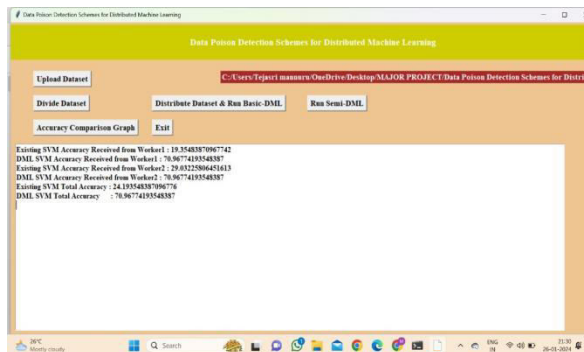 Data Poison Detection Schemes for Distributed Machine Learning
Data Poison Detection Schemes for Distributed Machine Learning
Upload Dataset
C:/Users/Tejasri mannuru/OneDrive/Desktop/MAJOR PROJECT/Data Poison Detection Schemes for Distri
Divide Dataset
Distribute Dataset & Run Basic-DML
Run Semi-DML
Accuracy Comparison Graph
Exit
Existing SVM Accuracy Received from Worker1 : 19.35483870967742
DML SVM Accuracy Received from Worker1 : 70.96774193548387
Existing SVM Accuracy Received from Worker2 : 29.03225806451613
DML SVM Accuracy Received from Worker2 : 70.96774193548387
Existing SVM Total Accuracy : 24.193548387096776
DML SVM Total Accuracy : 70.96774193548387
26°C
Mostly cloudy
Search
ENG
IN
21:30
26-01-2024